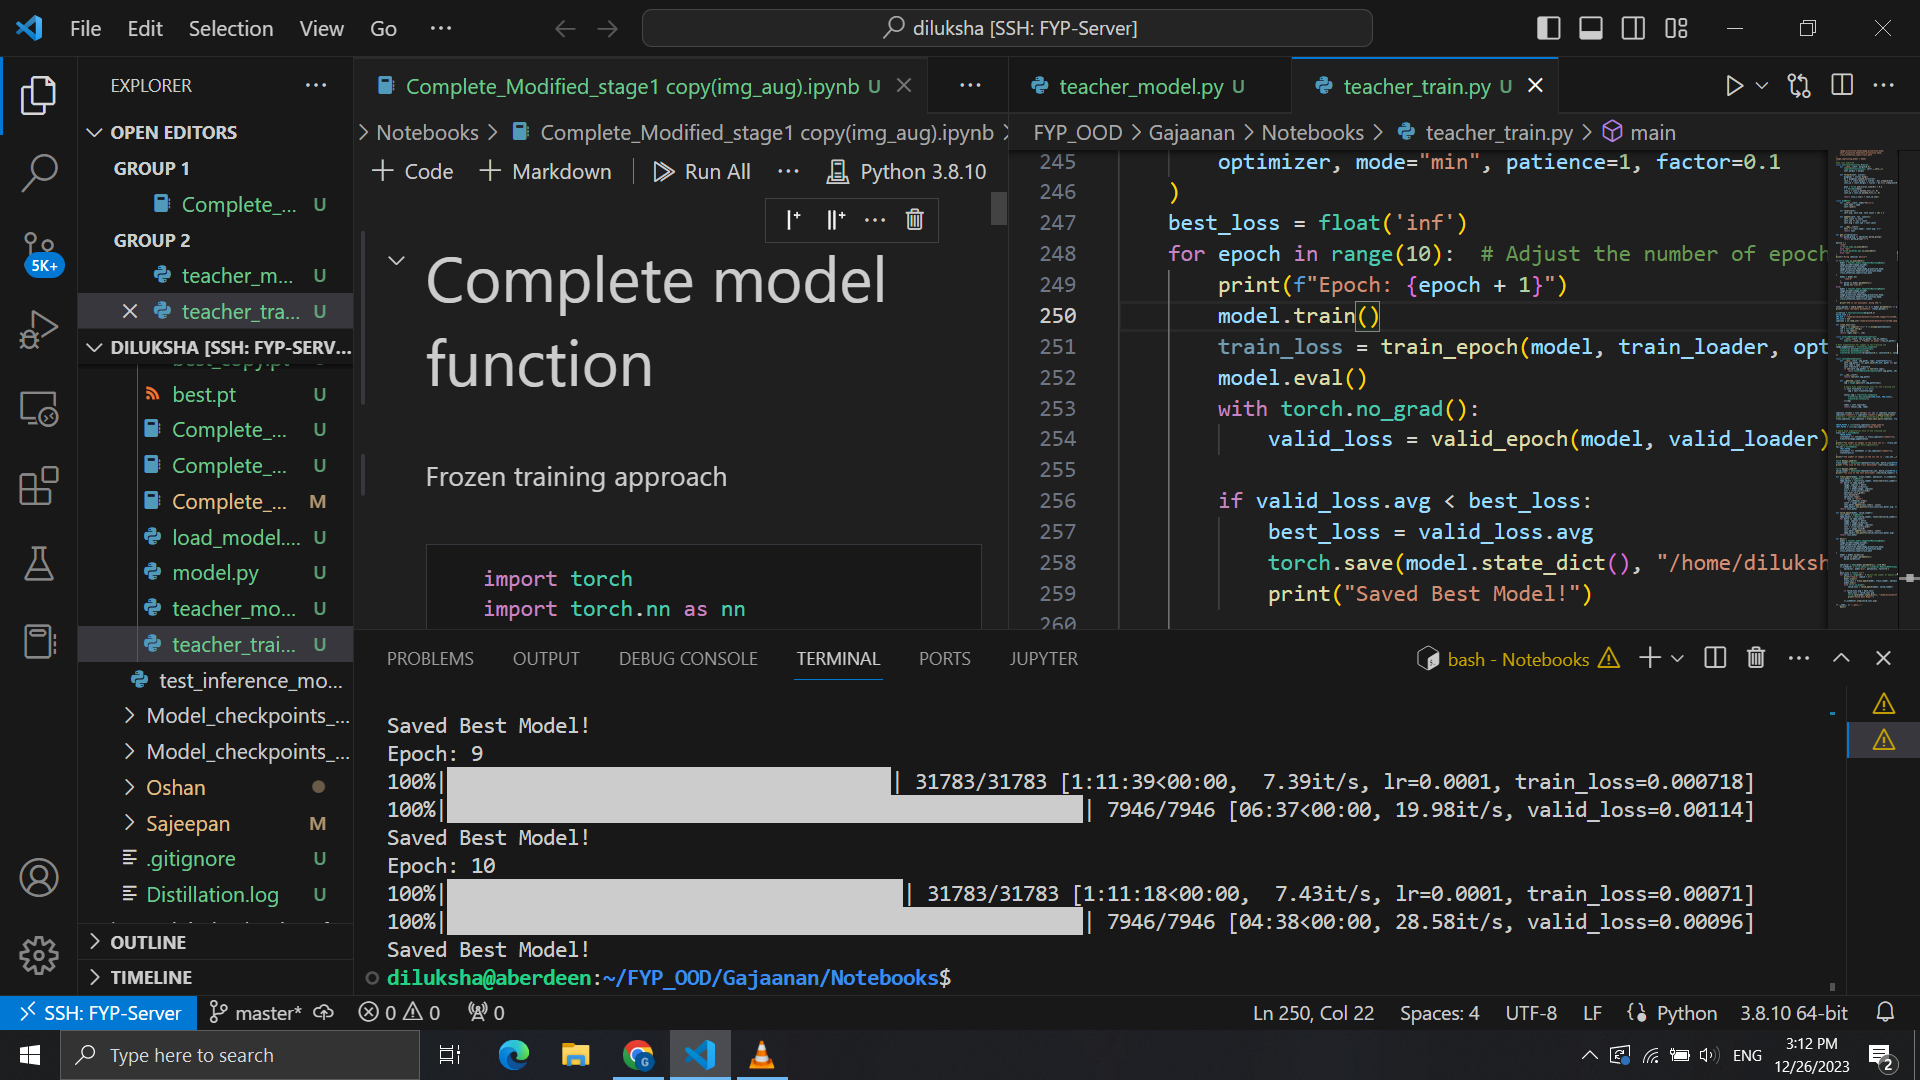 File Edit Selection View Go ···
diluksha [SSH: FYP-Server]
EXPLORER
OPEN EDITORS
GROUP 1
Complete_... U
GROUP 2
teacher_m... U
teacher_tra... U
DILUKSHA [SSH: FYP-SERV...
best_copy.pt
best.pt U
Complete_... U
Complete_... U
Complete_... M
load_model.... U
model.py U
teacher_mo... U
teacher_trai... U
test_inference_mo...
Model_checkpoints_...
Model_checkpoints_...
Oshan
Sajeepan M
.gitignore U
Distillation.log U
OUTLINE
TIMELINE
5K+
Complete_Modified_stage1 copy(img_aug).ipynb U
Notebooks > Complete_Modified_stage1 copy(img_aug).ipynb >
+ Code + Markdown Run All ··· Python 3.8.10
Complete model
function
Frozen training approach
import torch
import torch.nn as nn
teacher_model.py U
teacher_train.py U
FYP_OOD > Gajaanan > Notebooks > teacher_train.py > main
245 optimizer, mode="min", patience=1, factor=0.1
246 )
247 best_loss = float('inf')
248 for epoch in range(10): # Adjust the number of epoch
249 print(f"Epoch: {epoch + 1}")
250 model.train()
251 train_loss = train_epoch(model, train_loader, opt
252 model.eval()
253 with torch.no_grad():
254 valid_loss = valid_epoch(model, valid_loader)
255
256 if valid_loss.avg < best_loss:
257 best_loss = valid_loss.avg
258 torch.save(model.state_dict(), "/home/diluksh
259 print("Saved Best Model!")
260
PROBLEMS OUTPUT DEBUG CONSOLE TERMINAL PORTS JUPYTER
bash - Notebooks
Saved Best Model!
Epoch: 9
100%| | 31783/31783 [1:11:39<00:00, 7.39it/s, lr=0.0001, train_loss=0.000718]
100%| | 7946/7946 [06:37<00:00, 19.98it/s, valid_loss=0.00114]
Saved Best Model!
Epoch: 10
100%| | 31783/31783 [1:11:18<00:00, 7.43it/s, lr=0.0001, train_loss=0.00071]
100%| | 7946/7946 [04:38<00:00, 28.58it/s, valid_loss=0.00096]
Saved Best Model!
diluksha@aberdeen:~/FYP_OOD/Gajaanan/Notebooks$
SSH: FYP-Server master* 0 0 0
Ln 250, Col 22 Spaces: 4 UTF-8 LF Python 3.8.10 64-bit
Type here to search
G
ENG
3:12 PM
12/26/2023
2